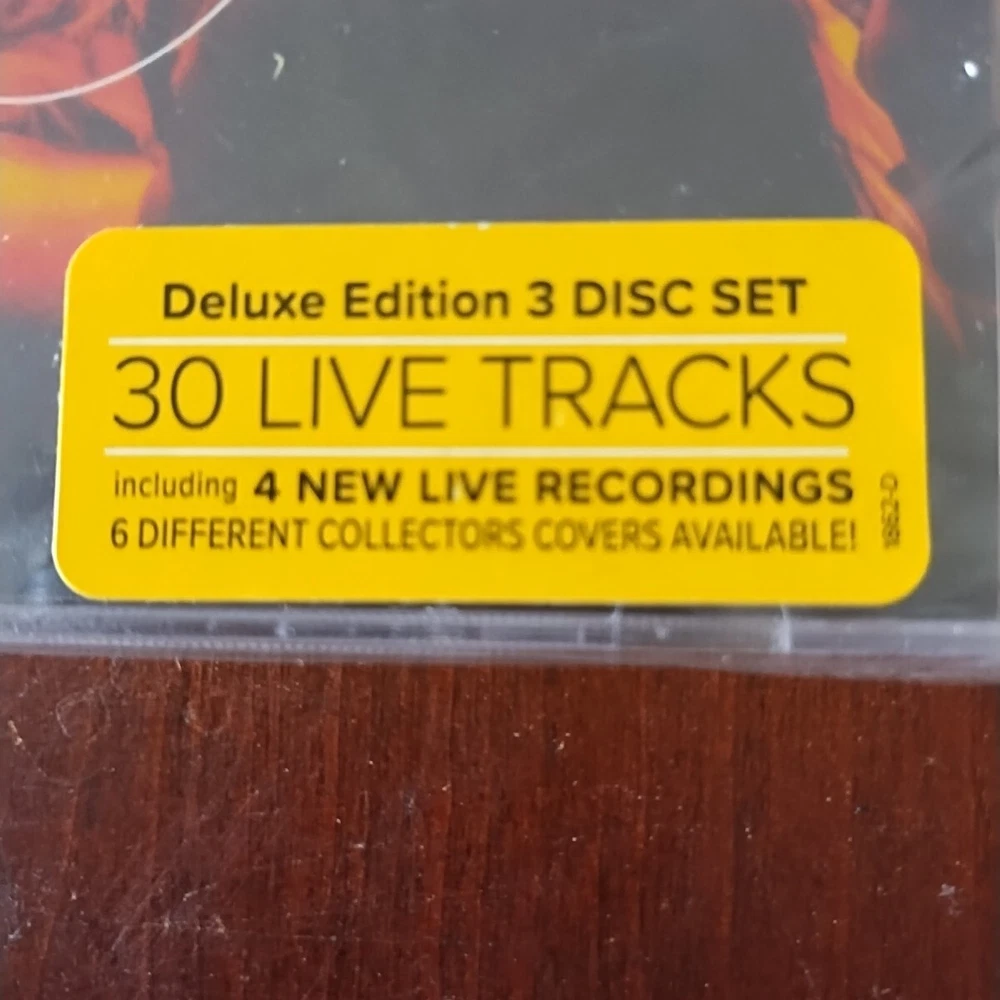 Deluxe Edition 3 DISC SET
30 LIVE TRACKS
including 4 NEW LIVE RECORDINGS
6 DIFFERENT COLLECTORS COVERS AVAILABLE!